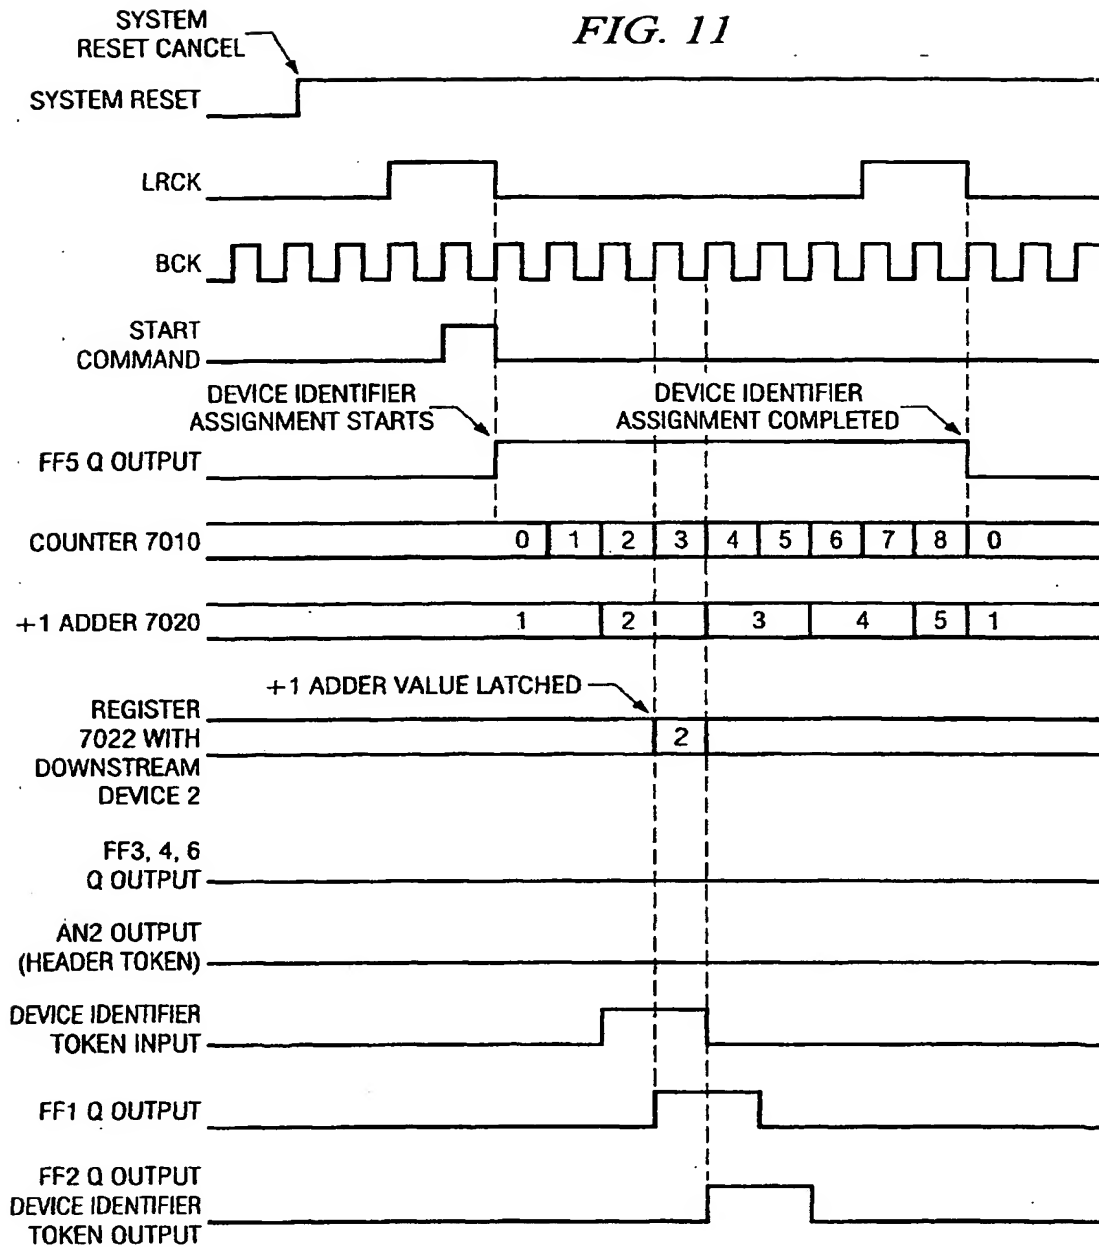 FIG. 11
SYSTEM
RESET CANCEL
SYSTEM RESET
LRCK
BCK
START
COMMAND
DEVICE IDENTIFIER
ASSIGNMENT STARTS
DEVICE IDENTIFIER
ASSIGNMENT COMPLETED
FF5 Q OUTPUT
COUNTER 7010 0 1 2 3 4 5 6 7 8 0
+1 ADDER 7020 1 2 3 4 5 1
+1 ADDER VALUE LATCHED
REGISTER
7022 WITH
DOWNSTREAM
DEVICE 2
2
FF3, 4, 6
Q OUTPUT
AN2 OUTPUT
(HEADER TOKEN)
DEVICE IDENTIFIER
TOKEN INPUT
FF1 Q OUTPUT
FF2 Q OUTPUT
DEVICE IDENTIFIER
TOKEN OUTPUT